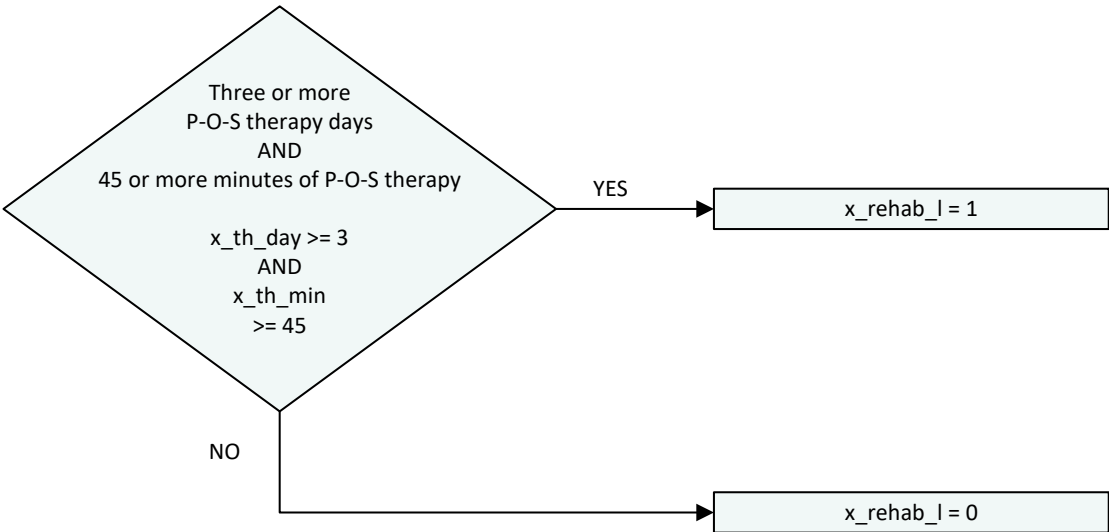 Three or more
P-O-S therapy days
AND
45 or more minutes of P-O-S therapy
x_th_day >= 3
AND
x_th_min
>= 45
YES
x_rehab_l = 1
NO
x_rehab_l = 0